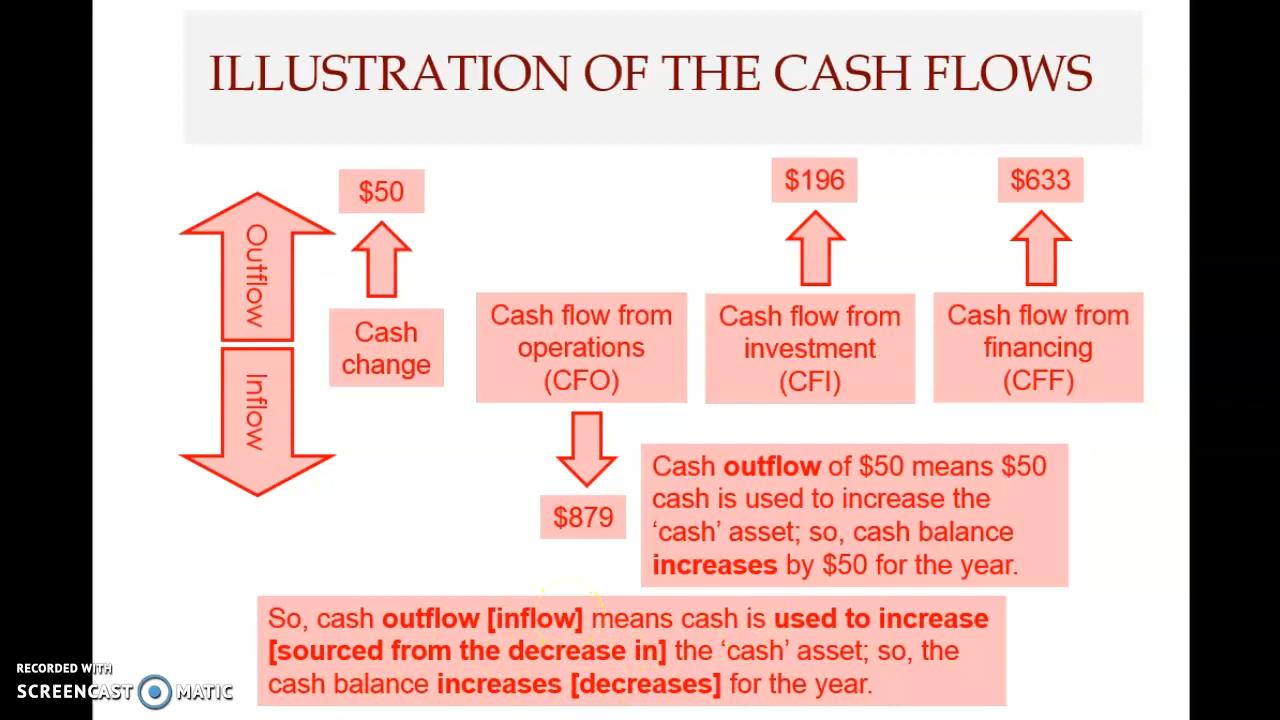 ILLUSTRATION OF THE CASH FLOWS
$50
$196
$633
Outflow
Inflow
Cash
change
Cash flow from
operations
(CFO)
Cash flow from
investment
(CFI)
Cash flow from
financing
(CFF)
$879
Cash outflow of $50 means $50
cash is used to increase the
‘cash’ asset; so, cash balance
increases by $50 for the year.
So, cash outflow [inflow] means cash is used to increase
[sourced from the decrease in] the ‘cash’ asset; so, the
cash balance increases [decreases] for the year.
RECORDED WITH
SCREENCAST MATIC